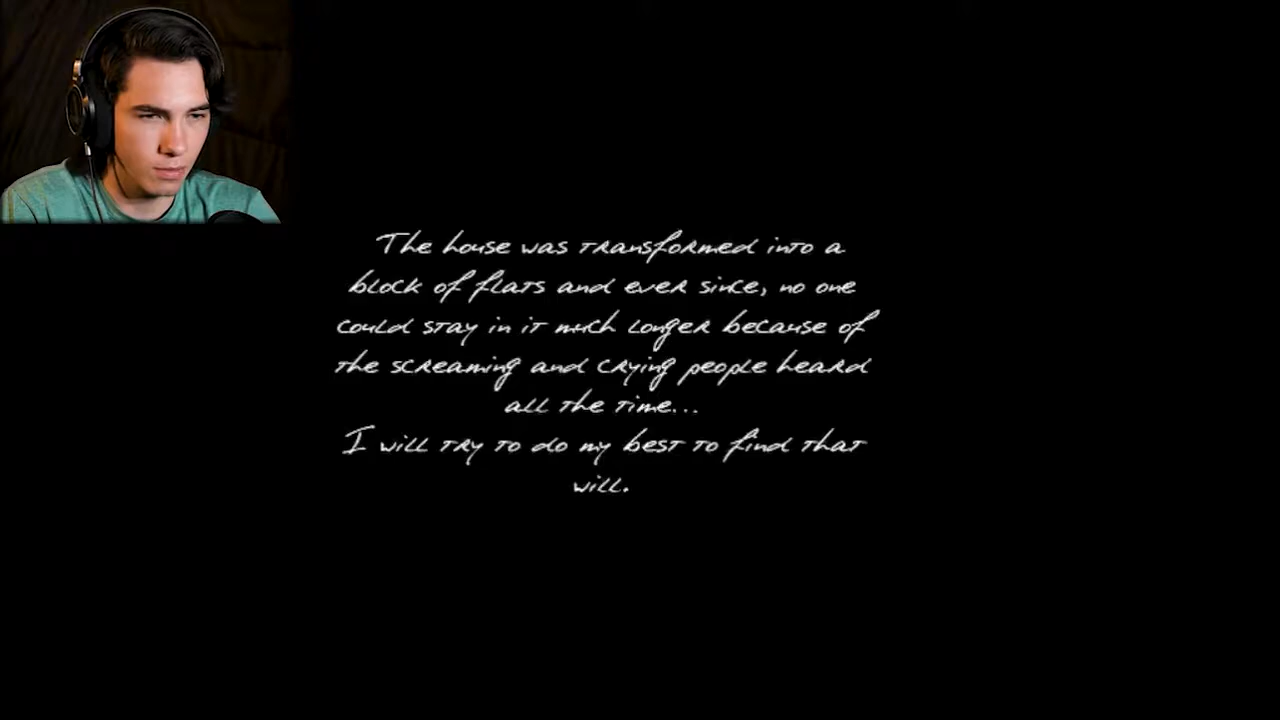 The house was transformed into a
block of flats and ever since, no one
could stay in it much longer because of
the screaming and crying people heard
all the time...
I will try to do my best to find that
will.